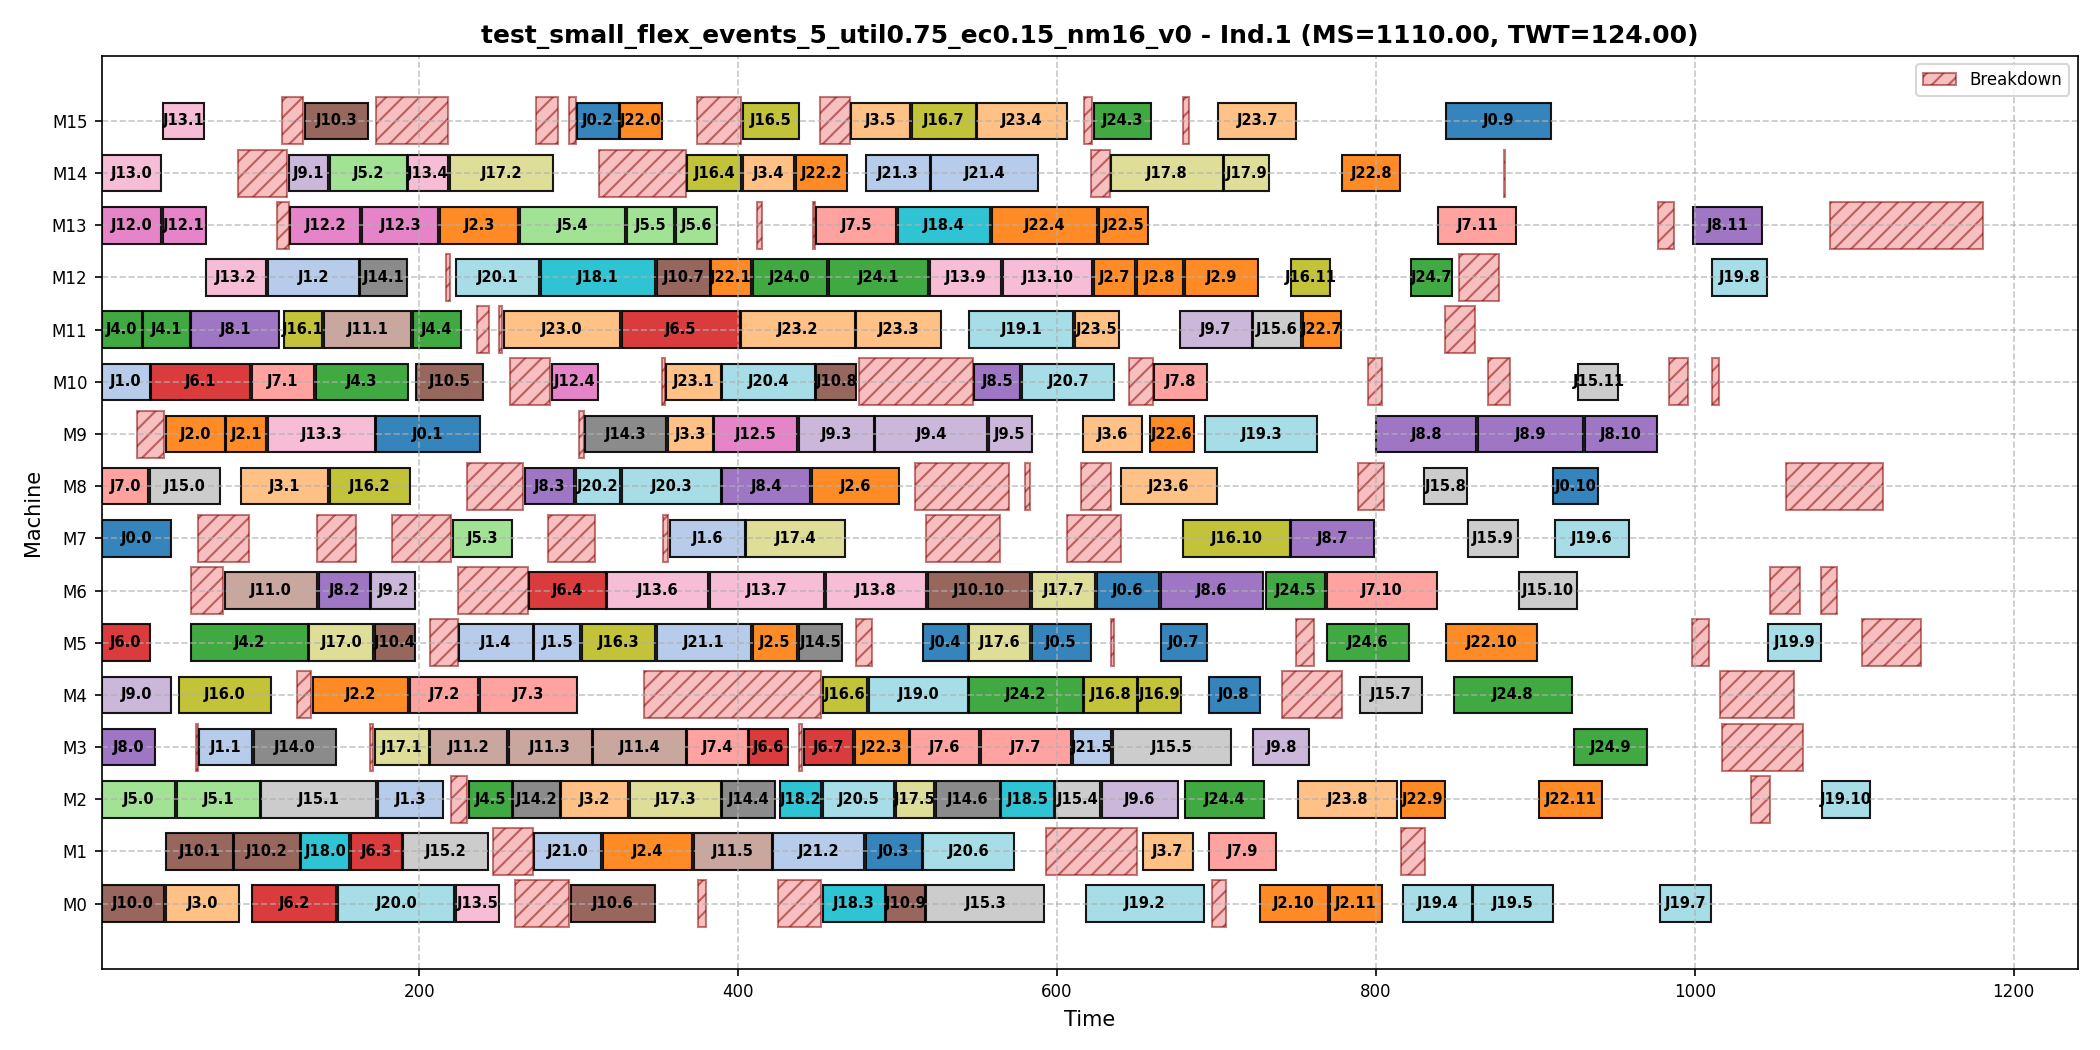 test_small_flex_events_5_util0.75_ec0.15_nm16_v0 - Ind.1 (MS=1110.00, TWT=124.00)
Breakdown
M15 J13.1 J10.3 J0.2 J22.0 J16.5 J3.5 J16.7 J23.4 J24.3 J23.7 J0.9
M14 J13.0 J9.1 J5.2 J13.4 J17.2 J16.4 J3.4 J22.2 J21.3 J21.4 J17.8 J17.9 J22.8
M13 J12.0 J12.1 J12.2 J12.3 J2.3 J5.4 J5.5 J5.6 J7.5 J18.4 J22.4 J22.5 J7.11 J8.11
M12 J13.2 J1.2 J14.1 J20.1 J18.1 J10.7 J22.1 J24.0 J24.1 J13.9 J13.10 J2.7 J2.8 J2.9 J16.11 J24.7 J19.8
M11 J4.0 J4.1 J8.1 J16.1 J11.1 J4.4 J23.0 J6.5 J23.2 J23.3 J19.1 J23.5 J9.7 J15.6 J22.7
M10 J1.0 J6.1 J7.1 J4.3 J10.5 J12.4 J23.1 J20.4 J10.8 J8.5 J20.7 J7.8 J15.11
M9 J2.0 J2.1 J13.3 J0.1 J14.3 J3.3 J12.5 J9.3 J9.4 J9.5 J3.6 J22.6 J19.3 J8.8 J8.9 J8.10
M8 J7.0 J15.0 J3.1 J16.2 J8.3 J20.2 J20.3 J8.4 J2.6 J23.6 J15.8 J0.10
M7 J0.0 J5.3 J1.6 J17.4 J16.10 J8.7 J15.9 J19.6
M6 J11.0 J8.2 J9.2 J6.4 J13.6 J13.7 J13.8 J10.10 J17.7 J0.6 J8.6 J24.5 J7.10 J15.10
M5 J6.0 J4.2 J17.0 J10.4 J1.4 J1.5 J16.3 J21.1 J2.5 J14.5 J0.4 J17.6 J0.5 J0.7 J24.6 J22.10 J19.9
M4 J9.0 J16.0 J2.2 J7.2 J7.3 J16.6 J19.0 J24.2 J16.8 J16.9 J0.8 J15.7 J24.8
M3 J8.0 J1.1 J14.0 J17.1 J11.2 J11.3 J11.4 J7.4 J6.6 J6.7 J22.3 J7.6 J7.7 J21.5 J15.5 J9.8 J24.9
M2 J5.0 J5.1 J15.1 J1.3 J4.5 J14.2 J3.2 J17.3 J14.4 J18.2 J20.5 J17.5 J14.6 J18.5 J15.4 J9.6 J24.4 J23.8 J22.9 J22.11 J19.10
M1 J10.1 J10.2 J18.0 J6.3 J15.2 J21.0 J2.4 J11.5 J21.2 J0.3 J20.6 J3.7 J7.9
M0 J10.0 J3.0 J6.2 J20.0 J13.5 J10.6 J18.3 J10.9 J15.3 J19.2 J2.10 J2.11 J19.4 J19.5 J19.7
Machine
200 400 600 800 1000 1200
Time